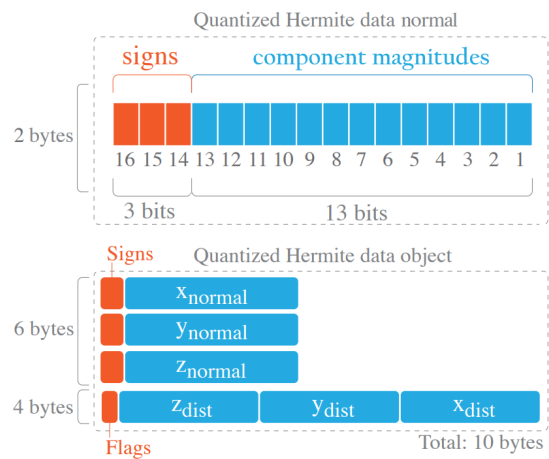 Quantized Hermite data normal
signs component magnitudes
2 bytes
16 15 14 13 12 11 10 9 8 7 6 5 4 3 2 1
3 bits 13 bits
Signs Quantized Hermite data object
xnormal
6 bytes ynormal
znormal
4 bytes zdist ydist xdist
Flags Total: 10 bytes